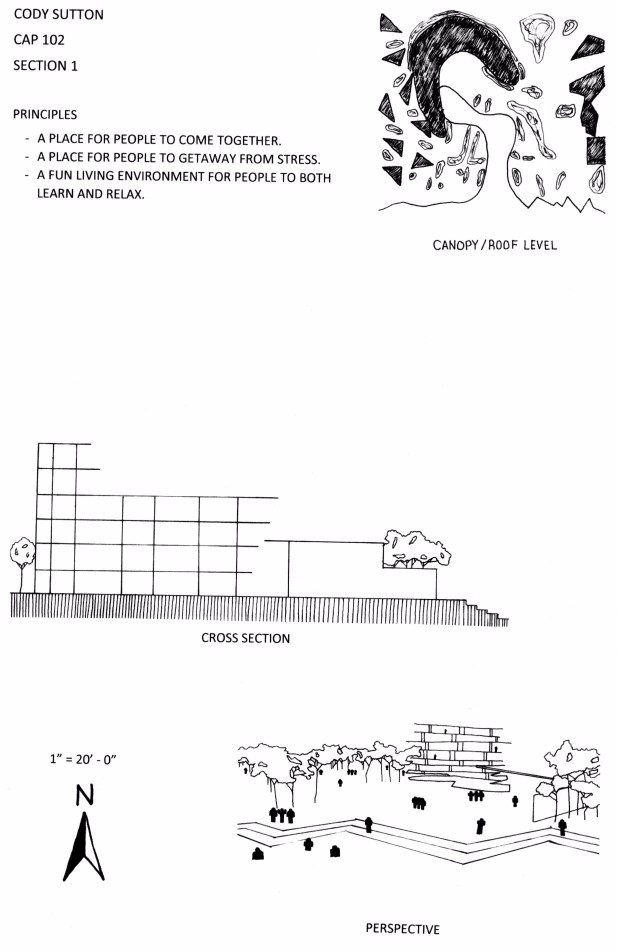 CODY SUTTON
CAP 102
SECTION 1
PRINCIPLES
- A PLACE FOR PEOPLE TO COME TOGETHER.
- A PLACE FOR PEOPLE TO GETAWAY FROM STRESS.
- A FUN LIVING ENVIRONMENT FOR PEOPLE TO BOTH
LEARN AND RELAX.
CANOPY/ROOF LEVEL
CROSS SECTION
1" = 20' - 0"
N
PERSPECTIVE